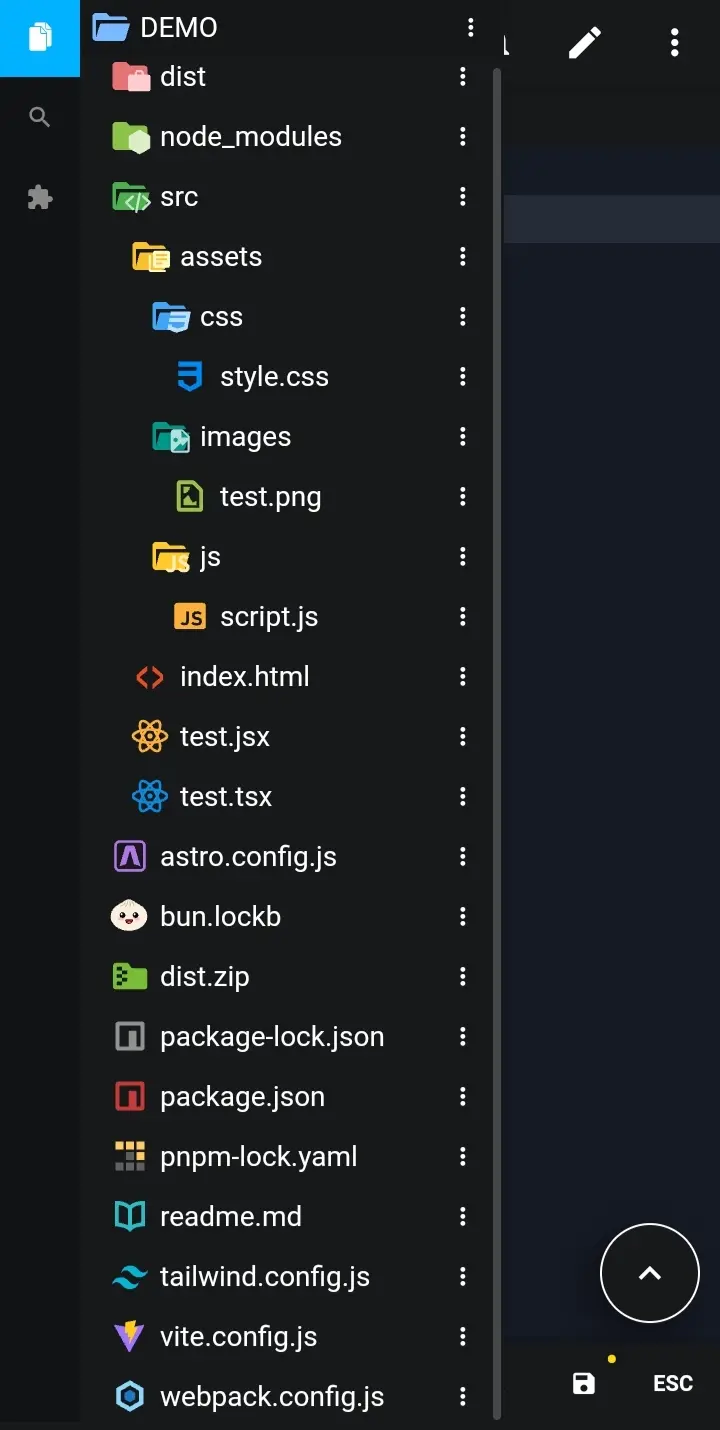 DEMO
dist
node_modules
src
assets
css
style.css
images
test.png
js
JS script.js
index.html
test.jsx
test.tsx
astro.config.js
bun.lockb
dist.zip
package-lock.json
package.json
pnpm-lock.yaml
readme.md
tailwind.config.js
vite.config.js
webpack.config.js
ESC